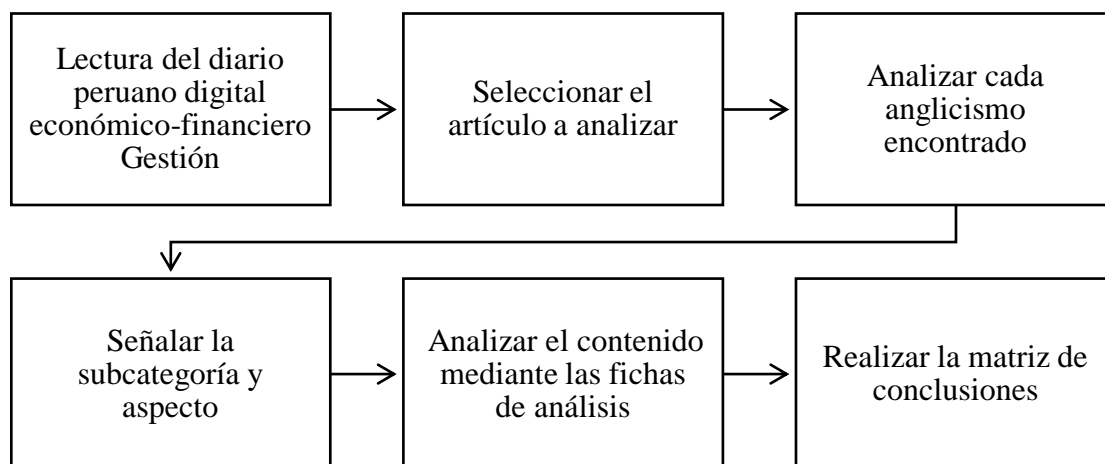 Lectura del diario
peruano digital
económico-financiero
Gestión
Seleccionar el
artículo a analizar
Analizar cada
anglicismo
encontrado
Señalar la
subcategoría y
aspecto
Analizar el contenido
mediante las fichas
de análisis
Realizar la matriz de
conclusiones